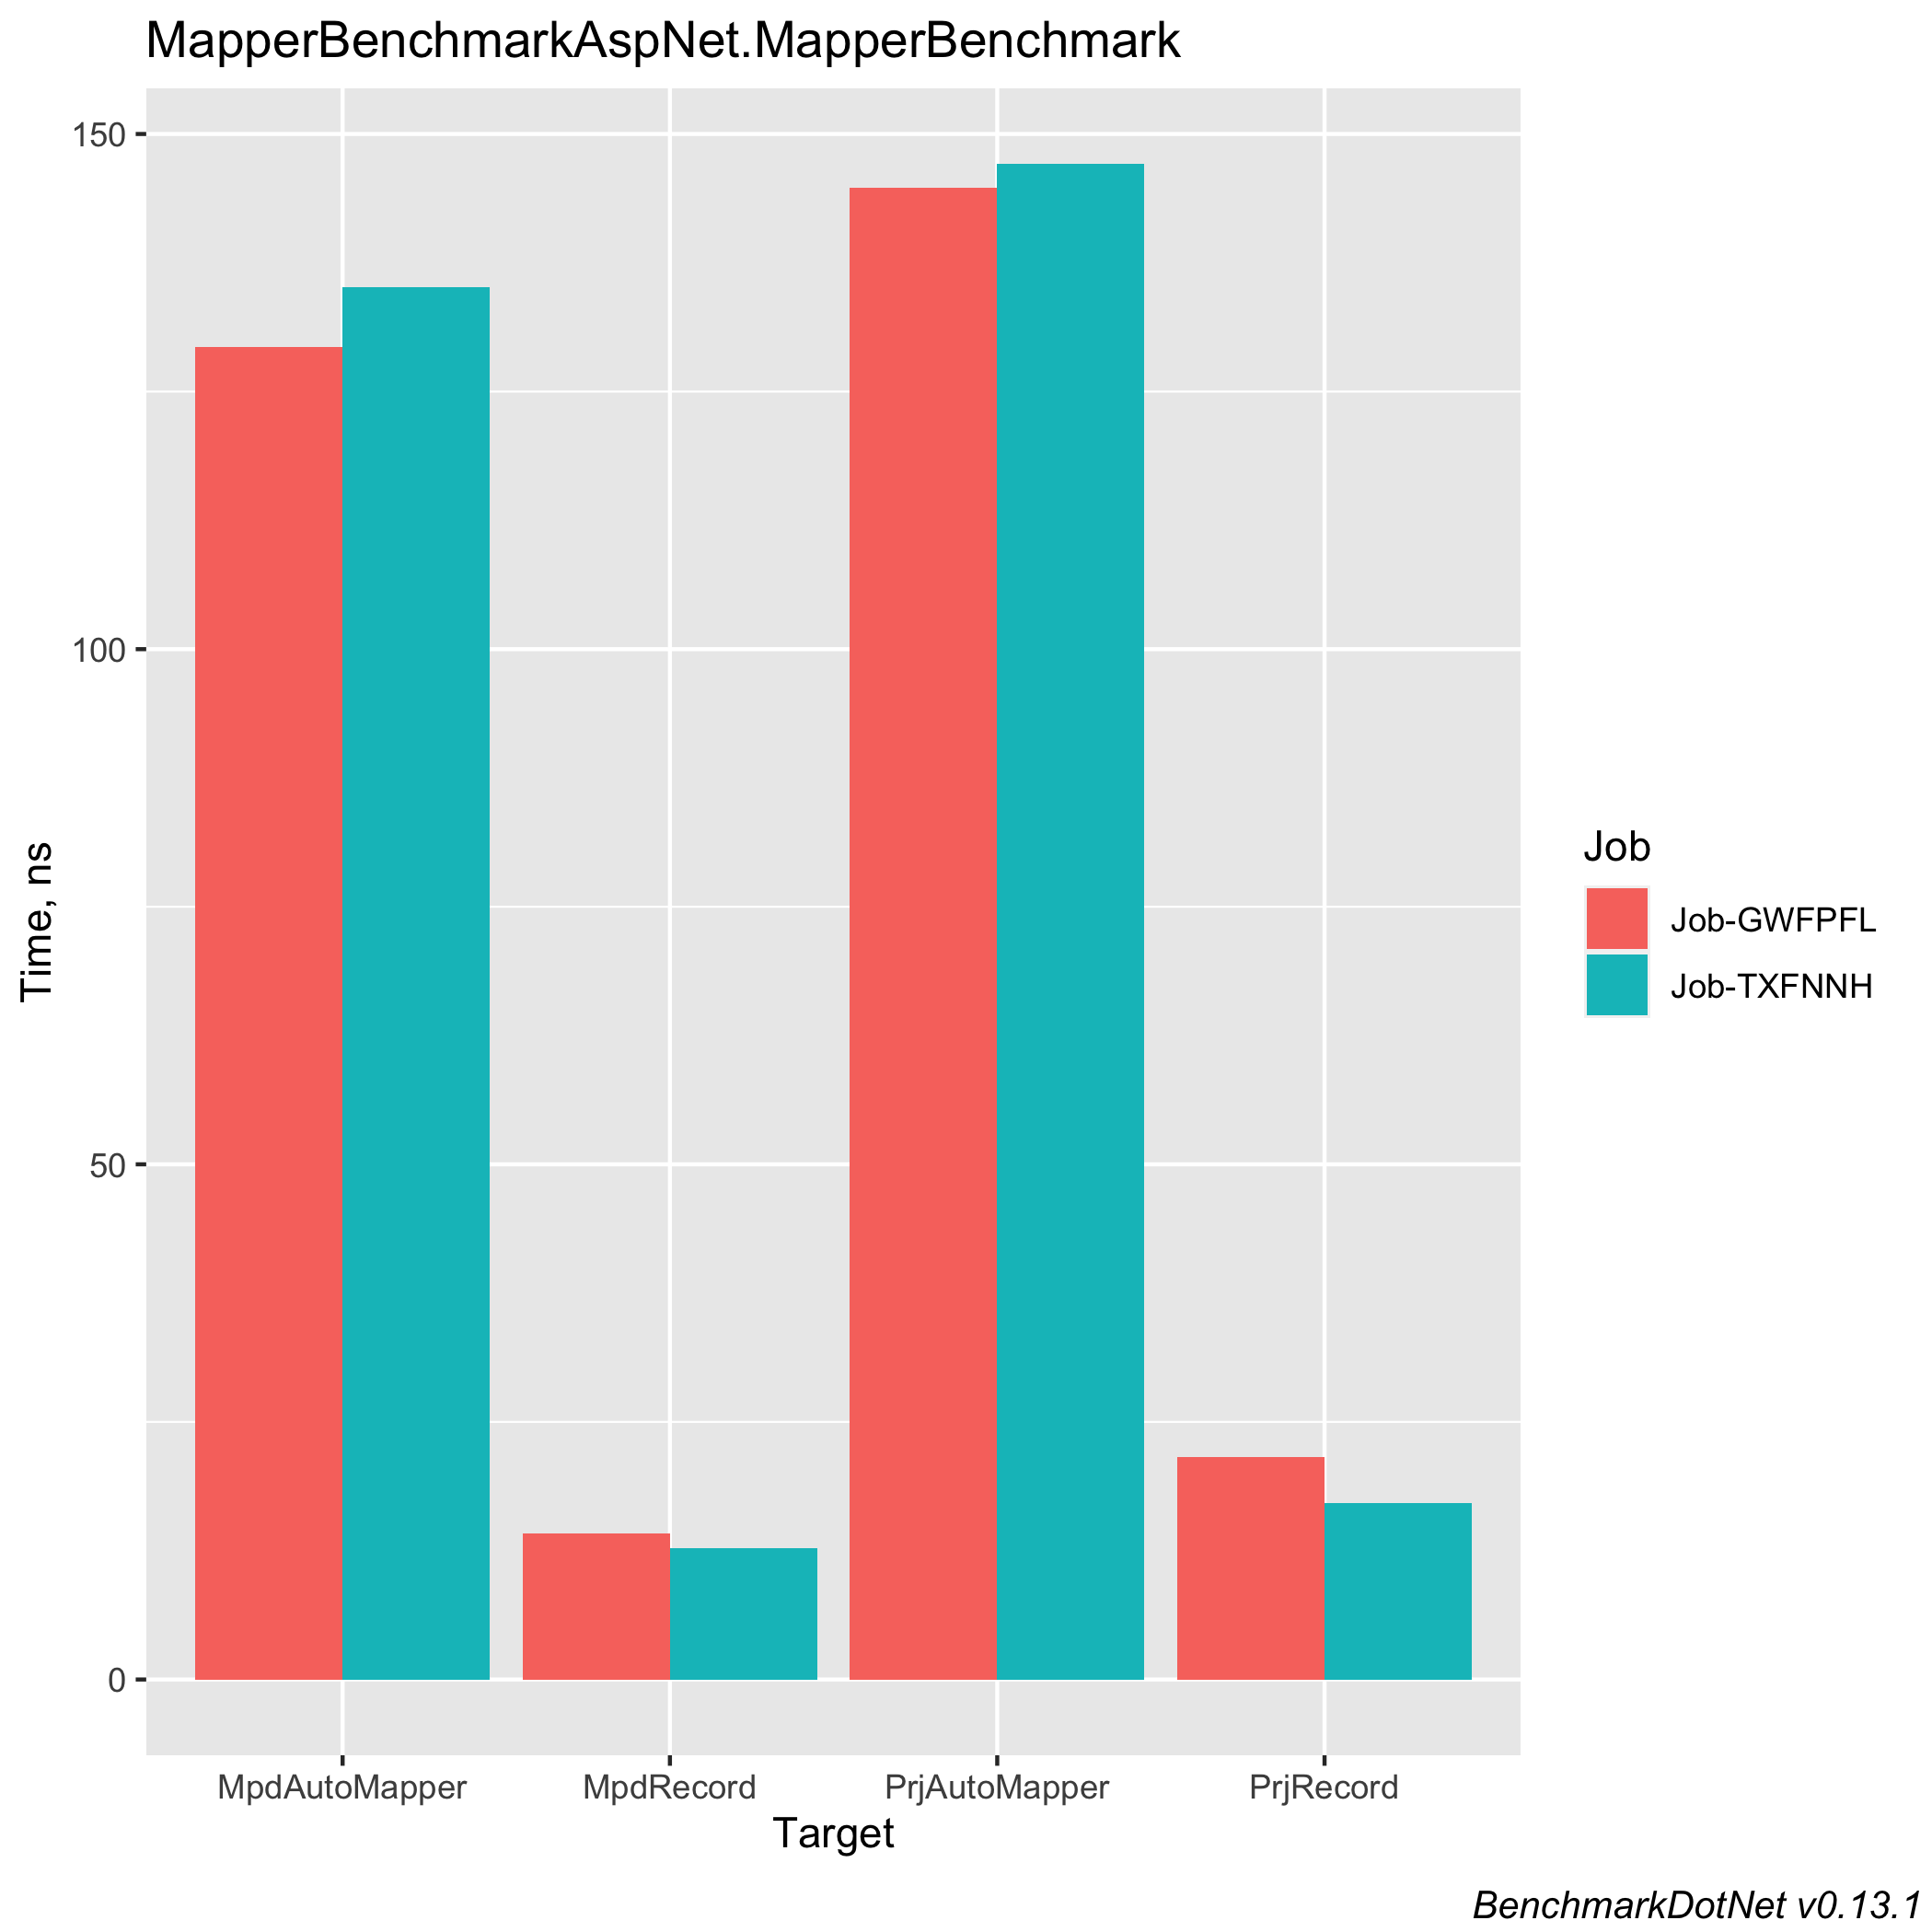 MapperBenchmarkAspNet.MapperBenchmark
150
100
50
0
Time, ns
MpdAutoMapper MpdRecord PrjAutoMapper PrjRecord
Target
Job
Job-GWFPFL
Job-TXFNNH
BenchmarkDotNet v0.13.1